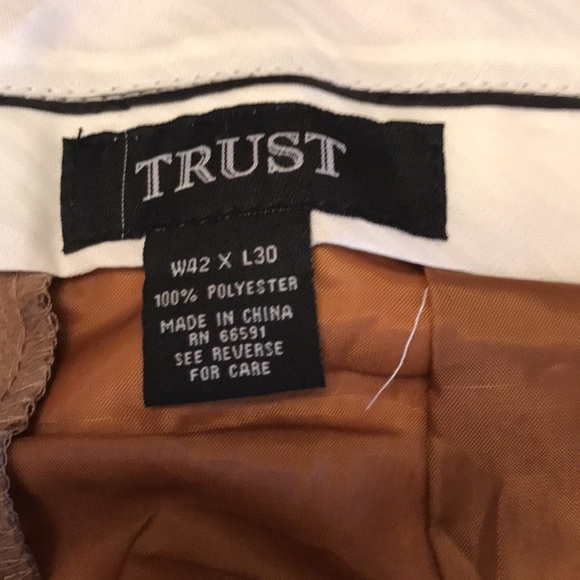 TRUST
W42 X L30
100% POLYESTER
MADE IN CHINA
RN 66591
SEE REVERSE
FOR CARE